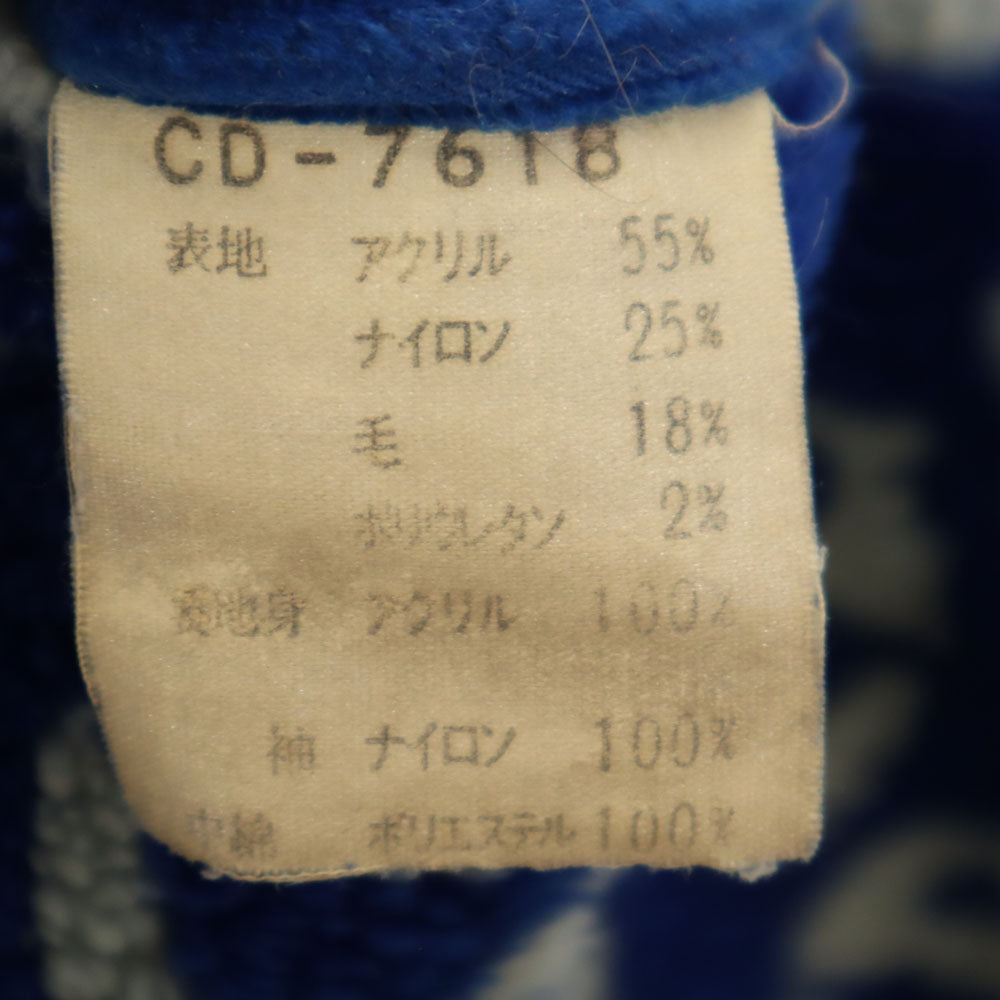 CD-7618
表地 アクリル 55%
ナイロン 25%
毛 18%
ポリウレタン 2%
裏地身 アクリル 100%
袖 ナイロン 100%
中綿 ポリエステル 100%